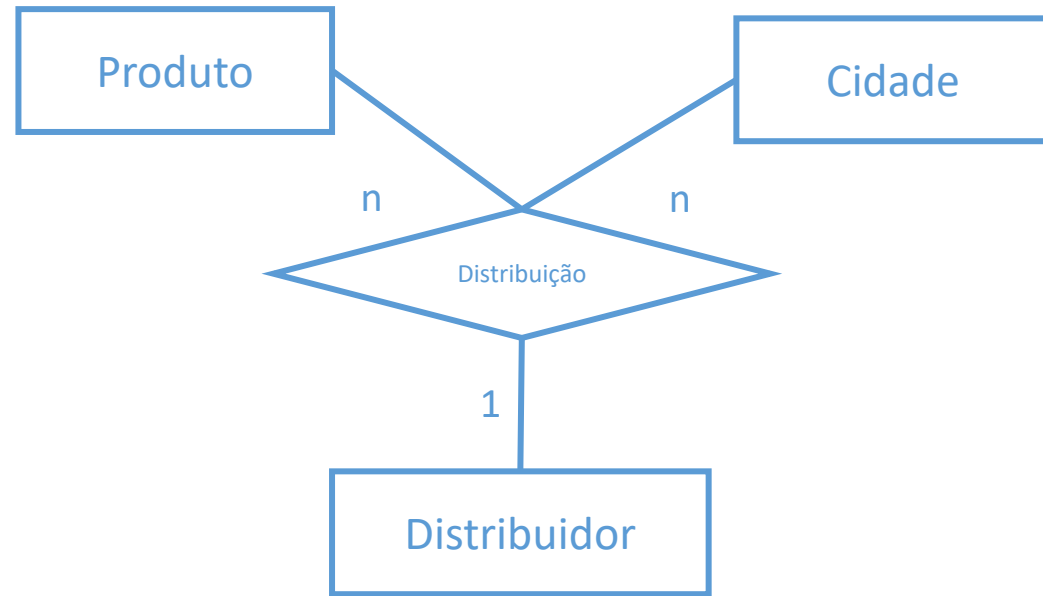 Produto
Cidade
n
n
Distribuição
1
Distribuidor